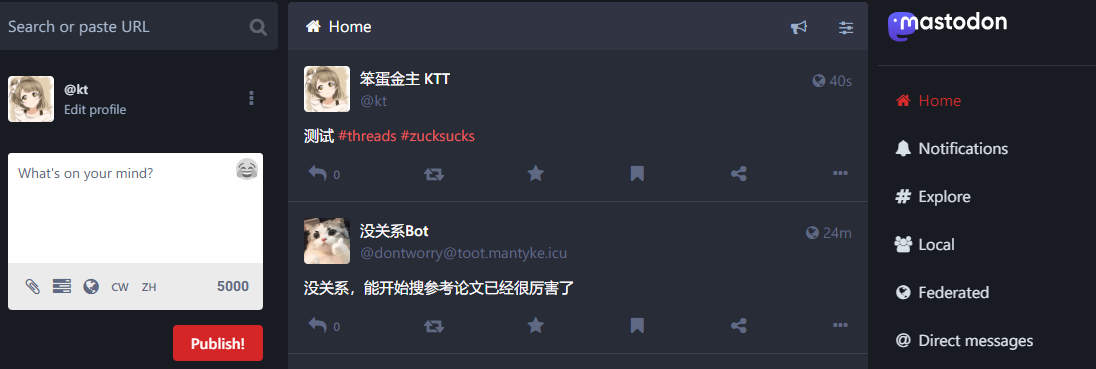 Search or paste URL
@kt
Edit profile
What's on your mind?
CW ZH 5000
Publish!
Home
笨蛋金主 KTT
@kt
40s
测试 #threads #zucksucks
0
没关系Bot
@dontworry@toot.mantyke.icu
24m
没关系，能开始搜参考论文已经很厉害了
0
mastodon
Home
Notifications
Explore
Local
Federated
Direct messages